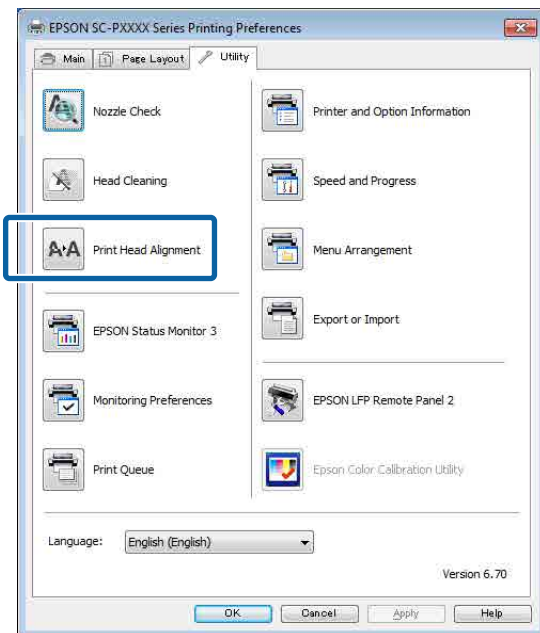 EPSON SC-PXXXX Series Printing Preferences
Main Page Layout Utility
Nozzle Check
Printer and Option Information
Head Cleaning
Speed and Progress
A▸A Print Head Alignment
Menu Arrangement
EPSON Status Monitor 3
Export or Import
Monitoring Preferences
EPSON LFP Remote Panel 2
Print Queue
Epson Color Calibration Utility
Language: English (English)
Version 6.70
OK Cancel Apply Help